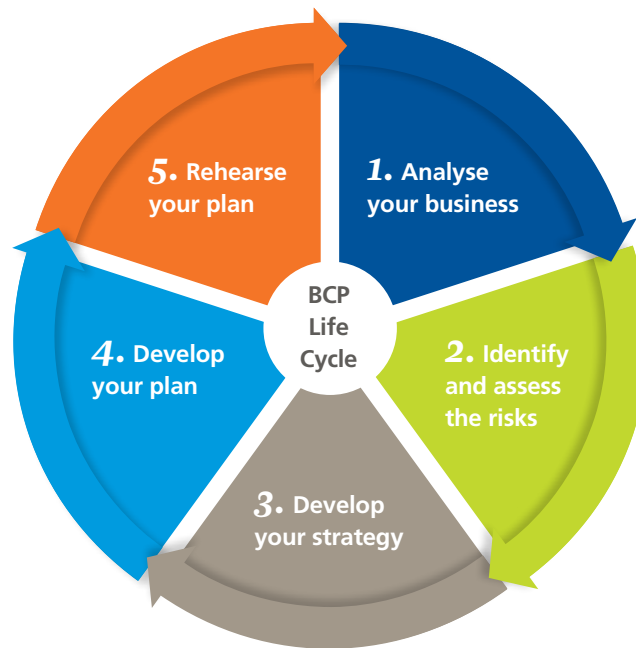 5. Rehearse
your plan
1. Analyse
your business
BCP
Life
Cycle
4. Develop
your plan
2. Identify
and assess
the risks
3. Develop
your strategy